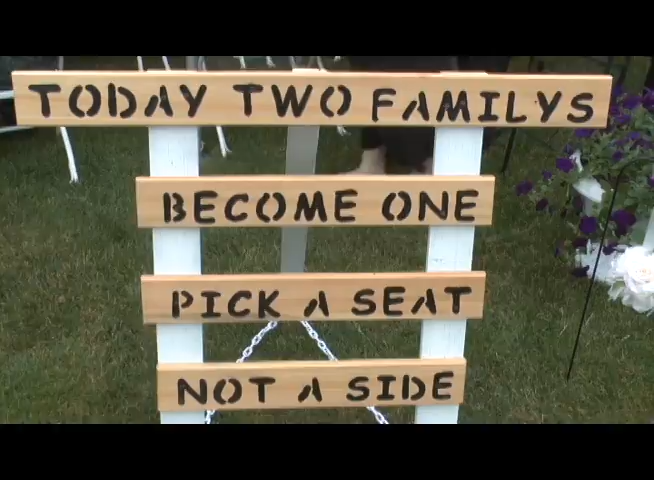 TODAY TWO FAMILYS
BECOME ONE
PICK A SEAT
NOT A SIDE